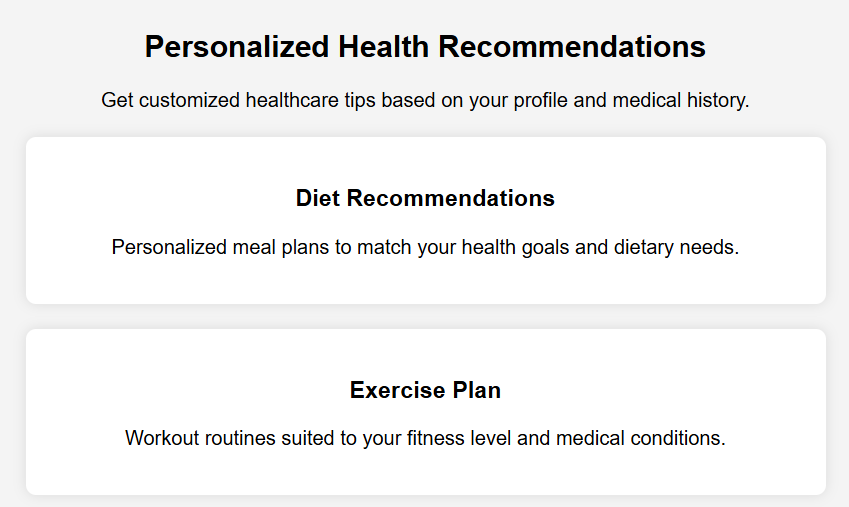 Personalized Health Recommendations
Get customized healthcare tips based on your profile and medical history.
Diet Recommendations
Personalized meal plans to match your health goals and dietary needs.
Exercise Plan
Workout routines suited to your fitness level and medical conditions.